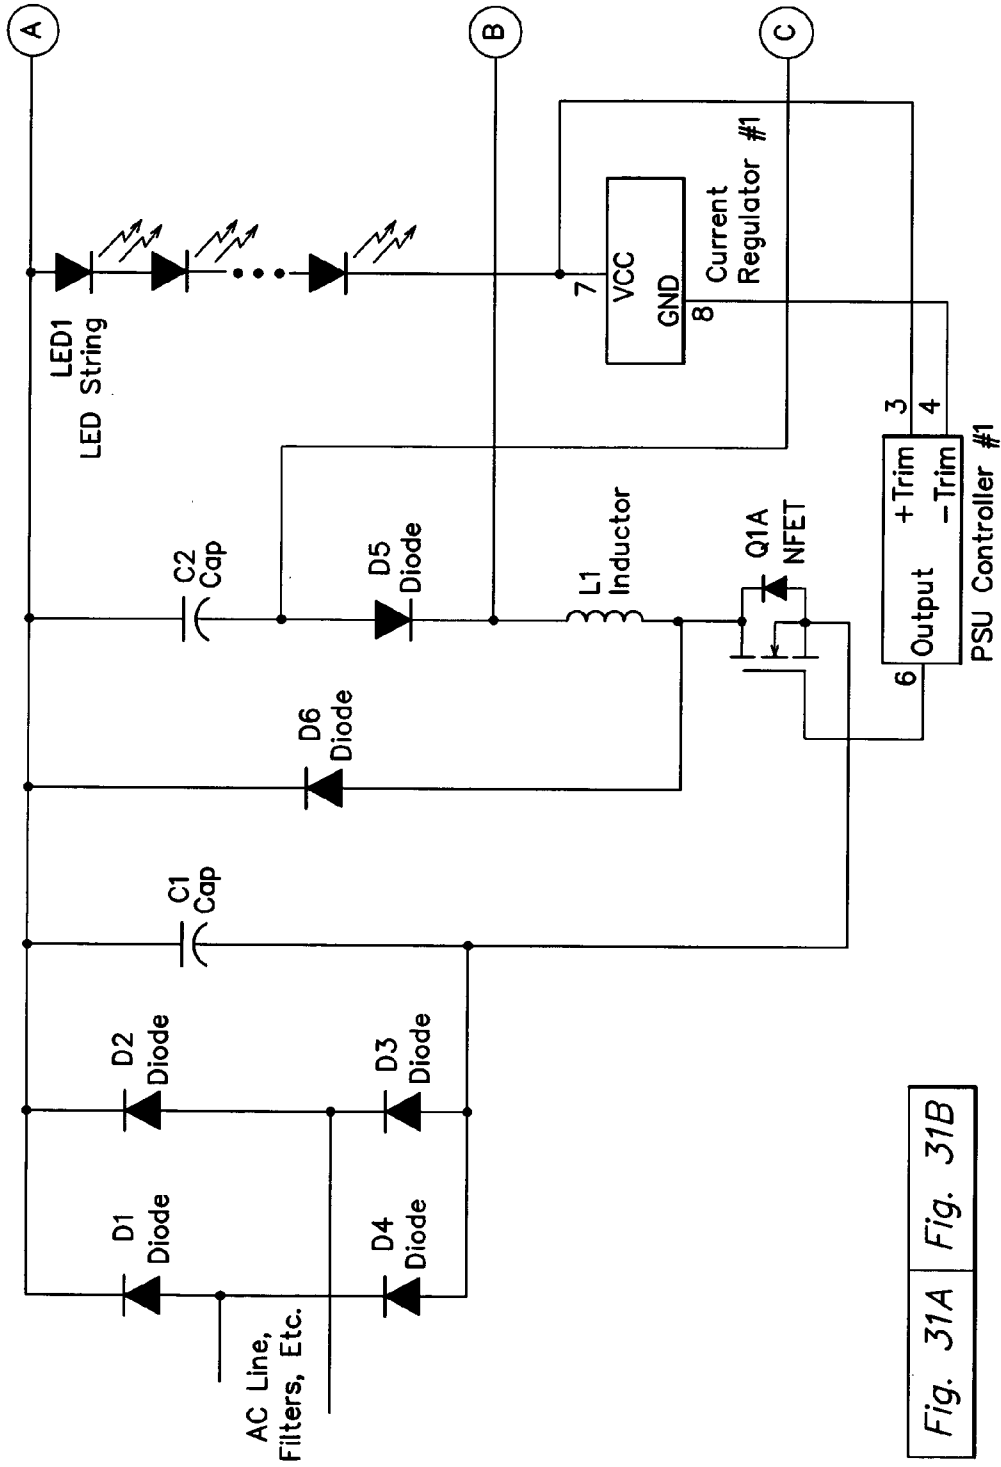 A
B
C
LED1
LED String
C2
Cap
D5
Diode
L1
Inductor
Q1A
NFET
D6
Diode
C1
Cap
D2
Diode
D3
Diode
D1
Diode
D4
Diode
AC Line,
Filters, Etc.
7
VCC
GND
8
Current
Regulator #1
3
4
+Trim
-Trim
Output
6
PSU Controller #1
Fig. 31A
Fig. 31B